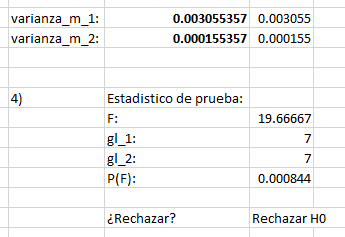 varianza_m_1: 0.003055357 0.003055
varianza_m_2: 0.000155357 0.000155
4) Estadistico de prueba:
F: 19.66667
gl_1: 7
gl_2: 7
P(F): 0.000844
¿Rechazar? Rechazar H0